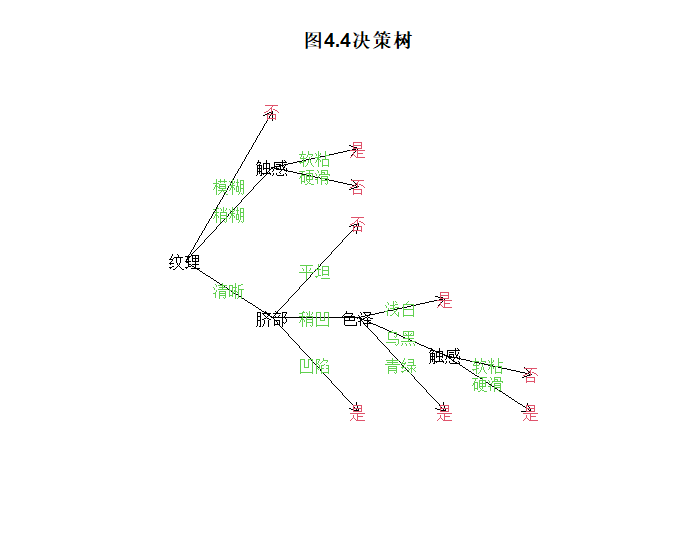 图4.4决策树
否
是
触感
软粘
硬滑
否
模糊
稍糊
否
纹理
平坦
清晰
浅白
是
脐部
稍凹
色泽
乌黑
触感
凹陷
青绿
软粘
否
硬滑
是
是
是